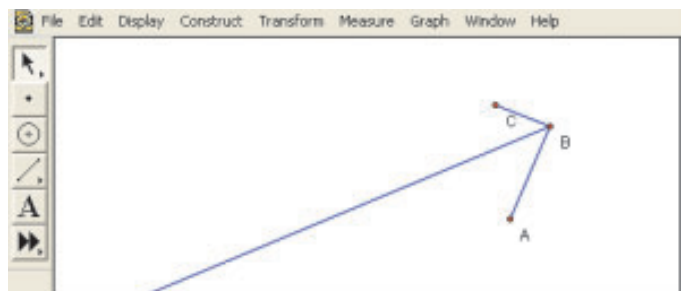 File Edit Display Construct Transform Measure Graph Window Help
C
B
A
A